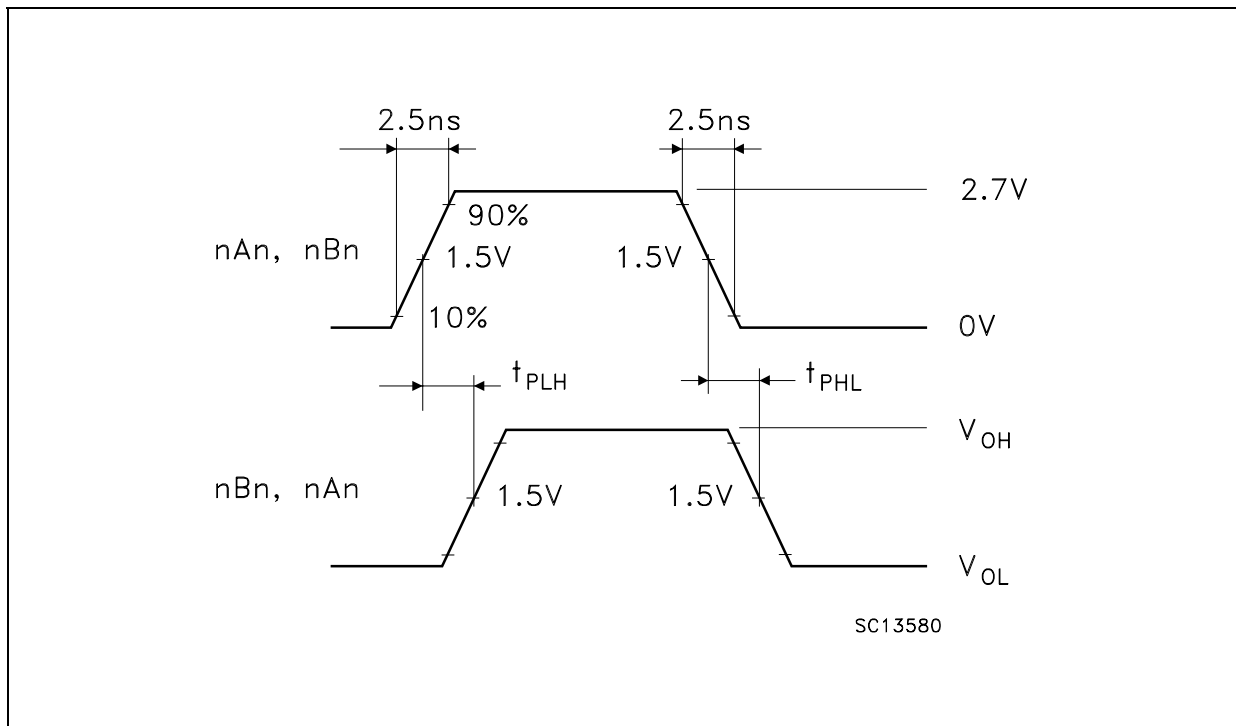 2.5ns 2.5ns
2.7V
90%
nAn, nBn 1.5V 1.5V
10% 0V
tPLH tPHL
VOH
nBn, nAn 1.5V 1.5V
VOL
SC13580